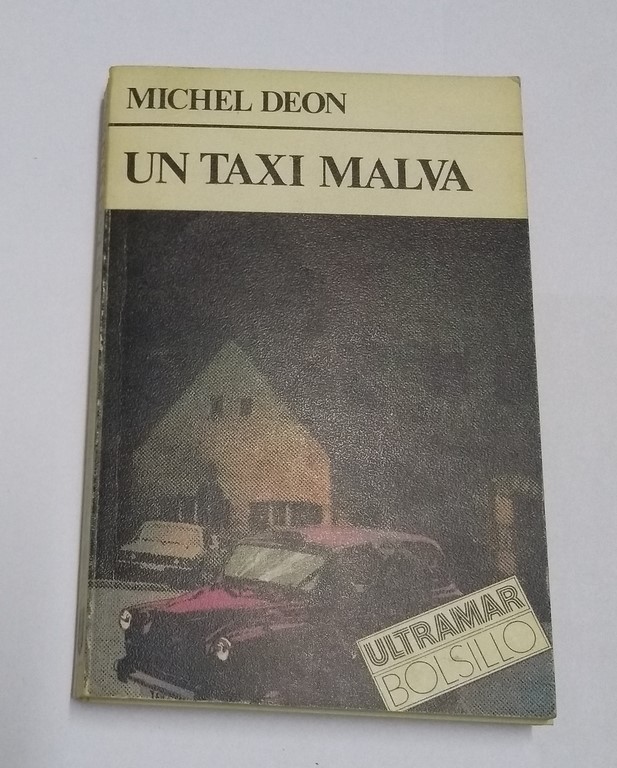 MICHEL DEON
UN TAXI MALVA
ULTRAMAR
BOLSILLO